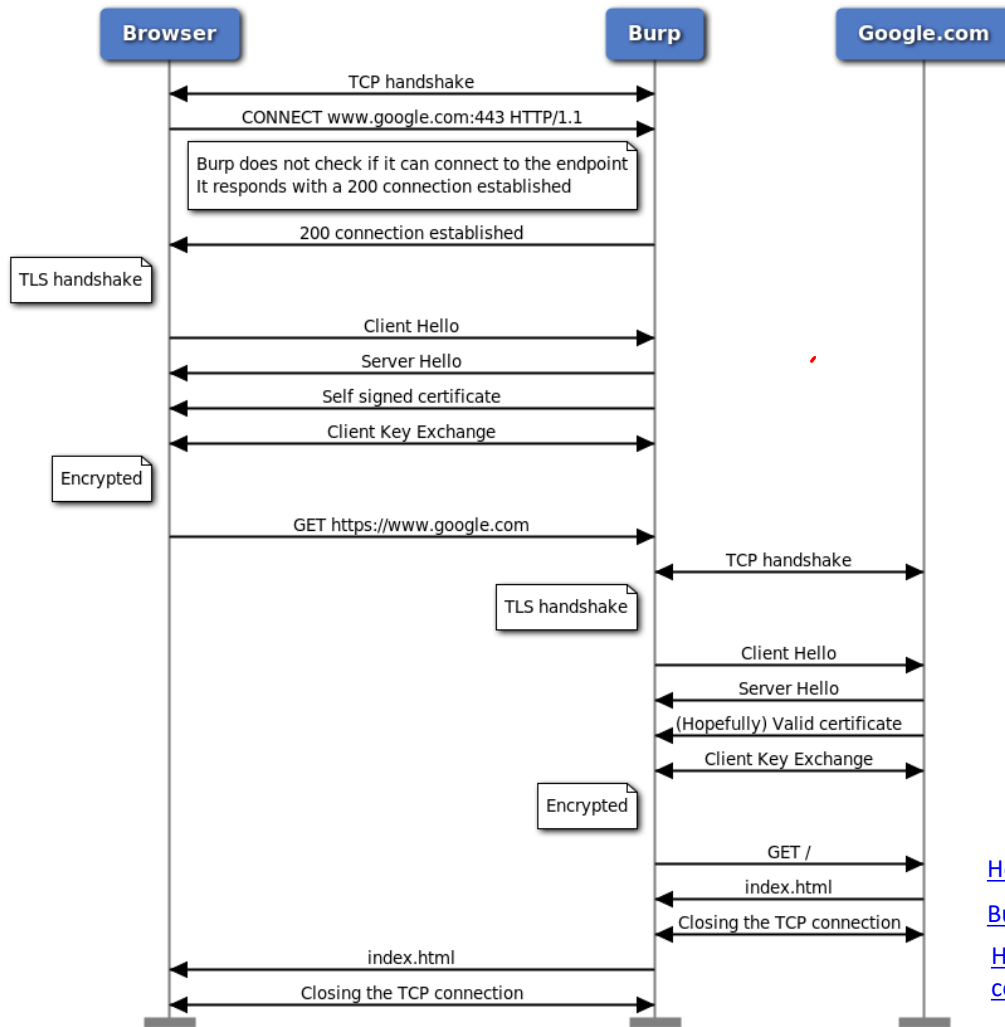 Browser
Burp
Google.com
TCP handshake
CONNECT www.google.com:443 HTTP/1.1
Burp does not check if it can connect to the endpoint
It responds with a 200 connection established
200 connection established
TLS handshake
Client Hello
Server Hello
Self signed certificate
Client Key Exchange
Encrypted
GET https://www.google.com
TCP handshake
TLS handshake
Client Hello
Server Hello
(Hopefully) Valid certificate
Client Key Exchange
Encrypted
GET /
index.html
Closing the TCP connection
index.html
Closing the TCP connection